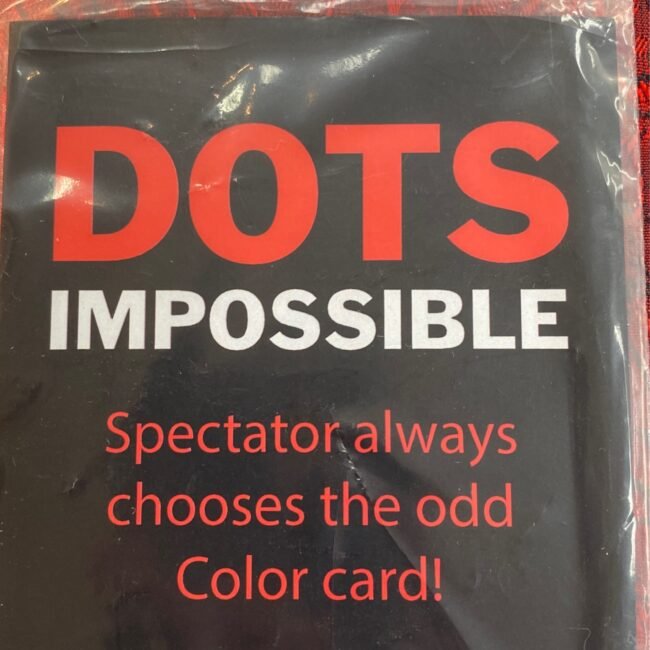 DOTS
IMPOSSIBLE
Spectator always
chooses the odd
Color card!